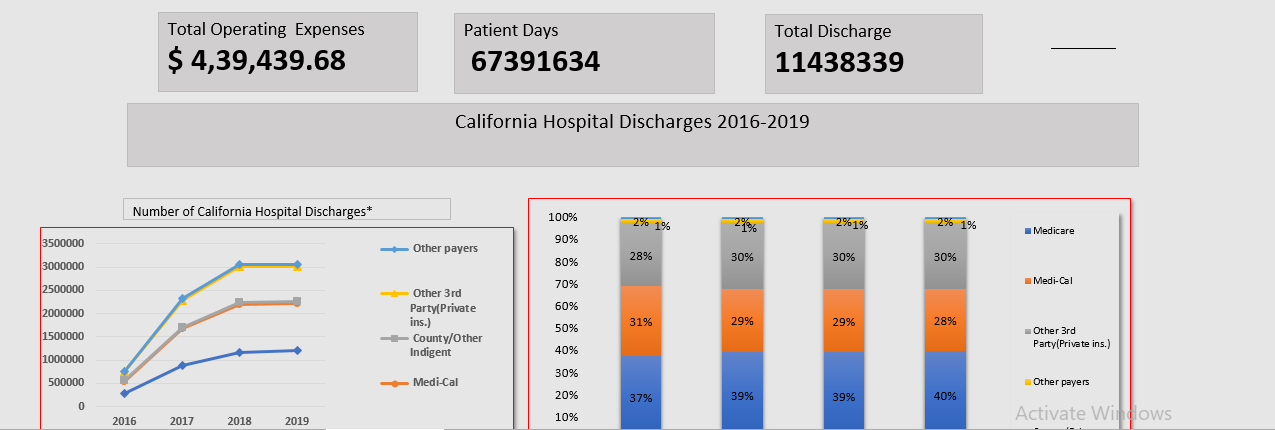 Total Operating  Expenses
$ 4,39,439.68
Patient Days
67391634
Total Discharge
11438339
California Hospital Discharges 2016-2019
Number of California Hospital Discharges*
3500000
3000000
2500000
2000000
1500000
1000000
500000
0
2016 2017 2018 2019
Other payers
Other 3rd
Party(Private
ins.)
County/Other
Indigent
Medi-Cal
100%
90%
80%
70%
60%
50%
40%
30%
20%
10%
2% 1% 2% 1% 2% 1% 2% 1%
28% 30% 30% 30%
31% 29% 29% 28%
37% 39% 39% 40%
Medicare
Medi-Cal
Other 3rd
Party(Private ins.)
Other payers
Activate Windows